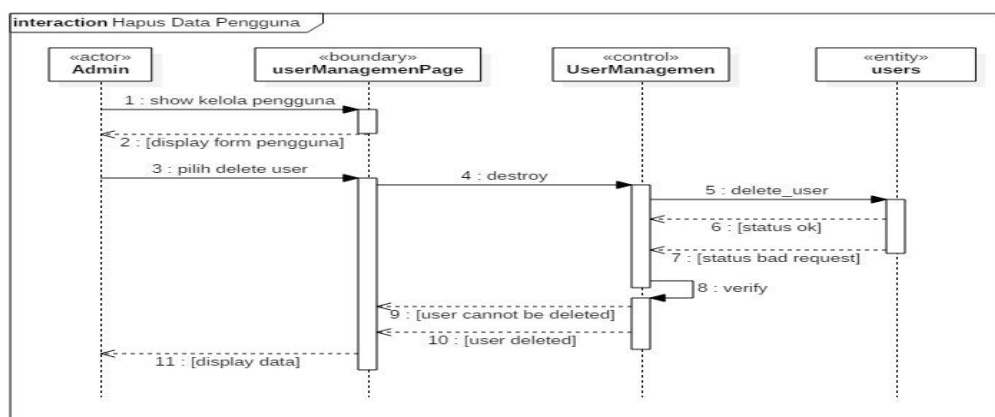 interaction Hapus Data Pengguna
«actor»
Admin
«boundary»
userManagemenPage
«control»
UserManagemen
«entity»
users
1 : show kelola pengguna
2 : [display form pengguna]
3 : pilih delete user
4 : destroy
5 : delete_user
6 : [status ok]
7 : [status bad request]
8 : verify
9 : [user cannot be deleted]
10 : [user deleted]
11 : [display data]